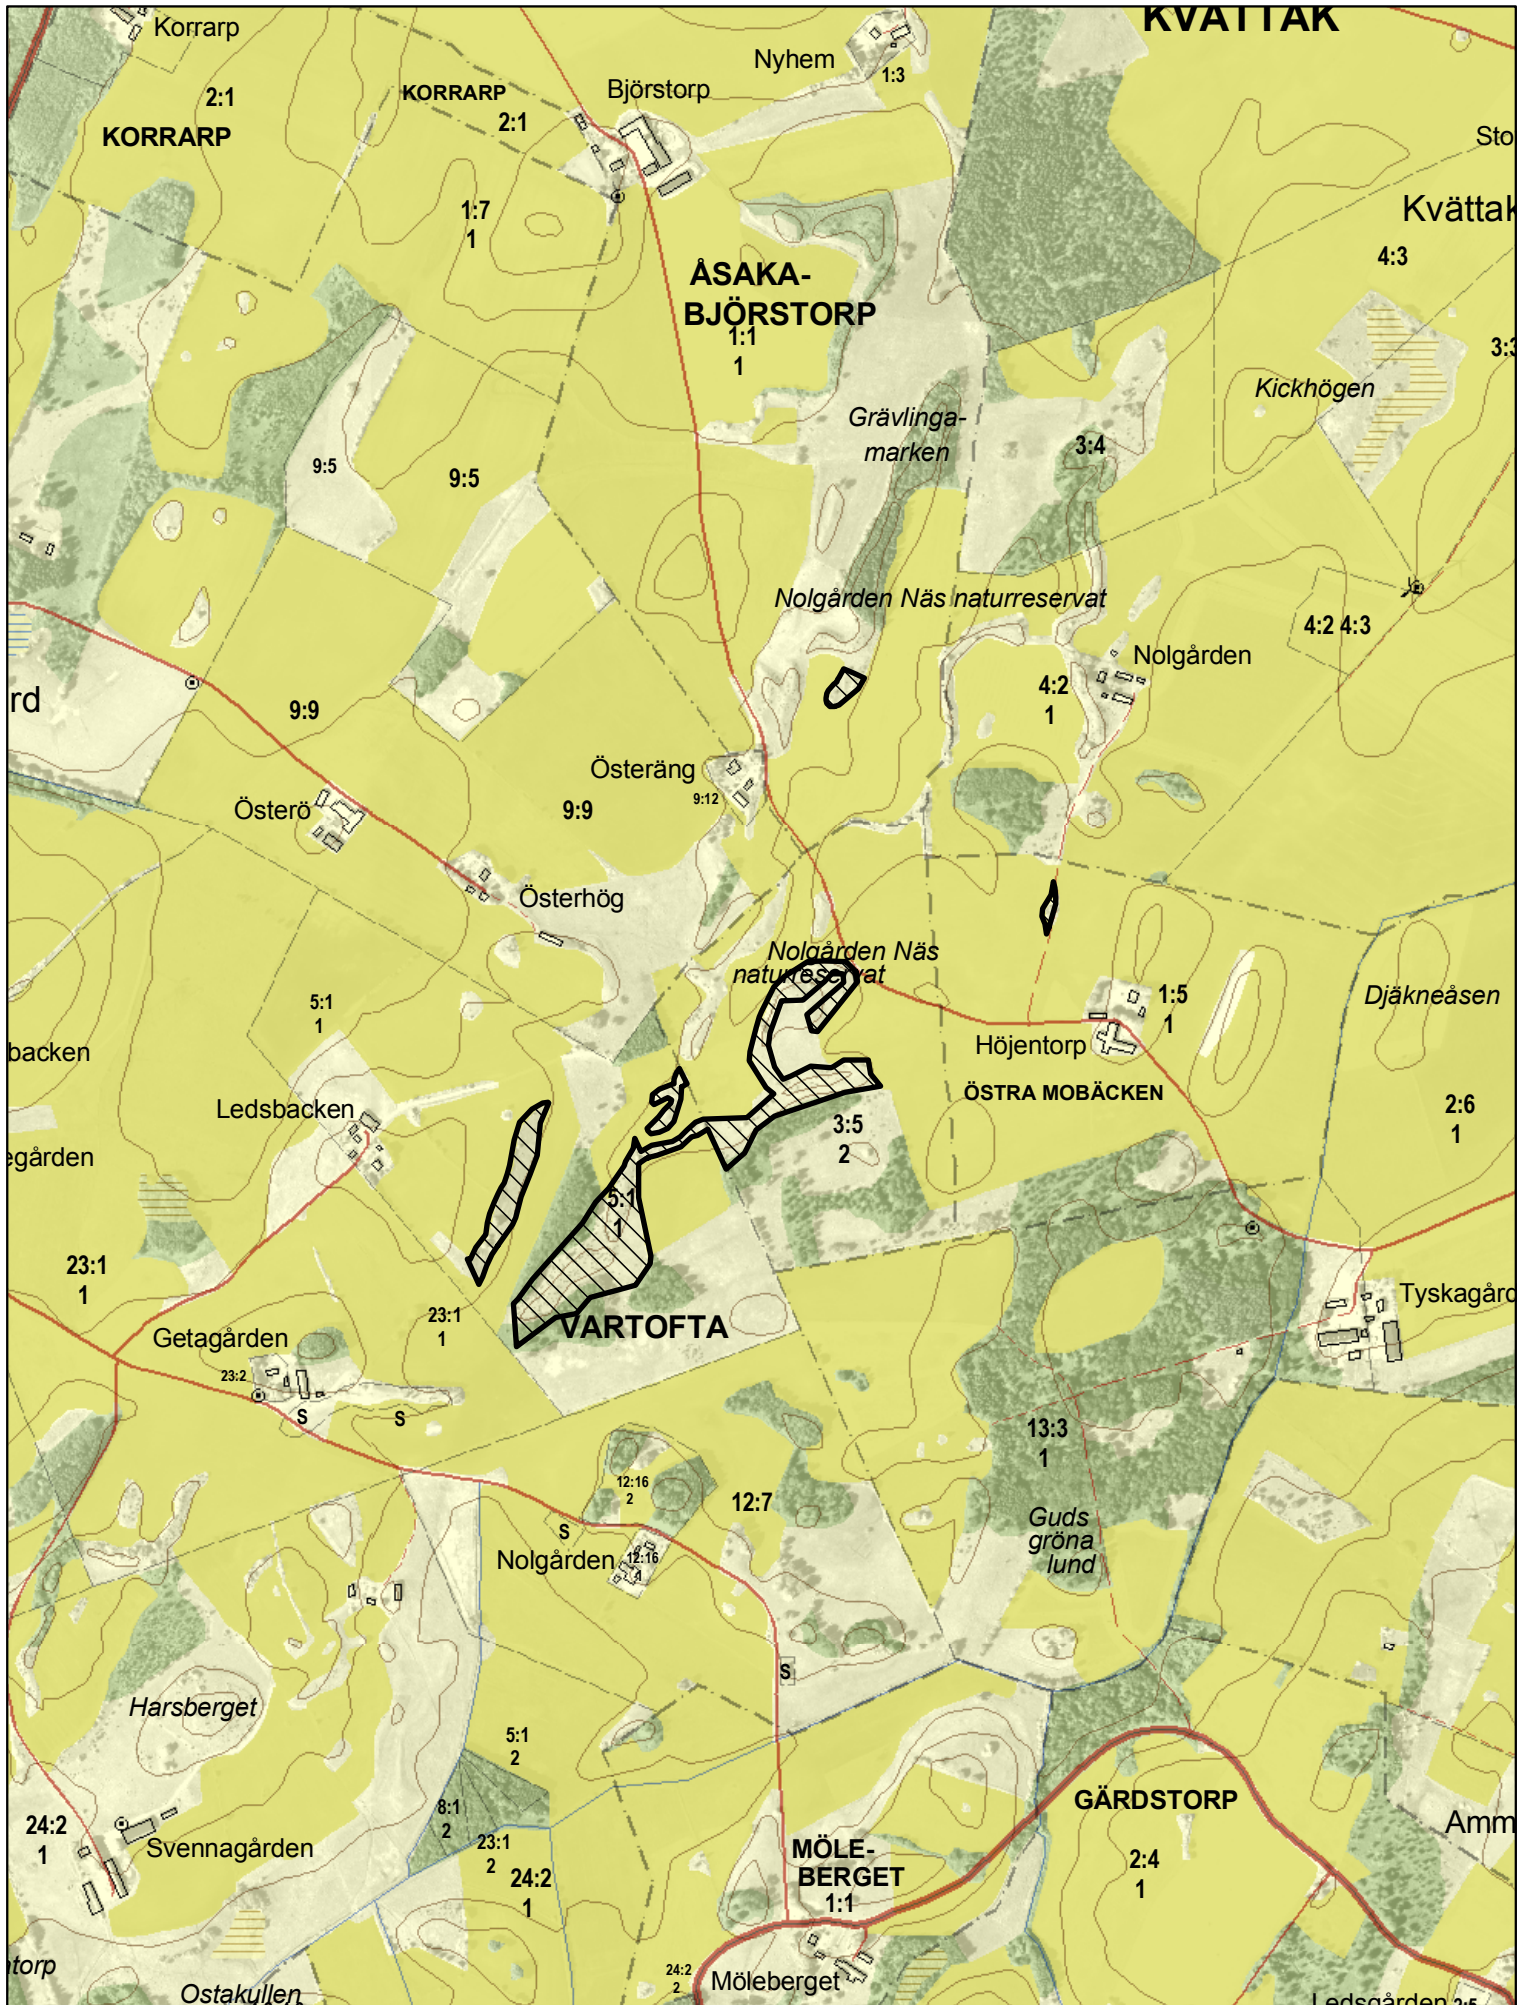 KVÄTTAK
Korrarp
Nyhem
1:3
Björstorp
2:1
KORRARP
2:1
KORRARP
Sto
Kvättak
4:3
1:7
1
ÅSAKA-
BJÖRSTORP
1:1
1
3:3
Kickhögen
Grävlinga-
marken
3:4
9:5
9:5
Nolgården Näs naturreservat
4:2 4:3
Nolgården
4:2
1
rd
9:9
Österäng
9:12
Österö
9:9
Österhög
Nolgården Näs
naturreservat
5:1
1
1:5
1
Djäkneåsen
backen
Höjentorp
ÖSTRA MOBÄCKEN
Ledsbacken
3:5
2
2:6
1
egården
5:1
1
23:1
1
Tyskagård
23:1
1
VARTOFTA
Getagården
23:2
S
S
13:3
1
12:16
2
12:7
Guds
gröna
lund
S
Nolgården
12:16
1
S
Harsberget
5:1
2
GÄRDSTORP
8:1
2
24:2
1
Svennagården
23:1
2
24:2
1
MÖLE-
BERGET
1:1
2:4
1
Amm
torp
24:2
2
Möleberget
Ostakullen
Ledsgården 2:5